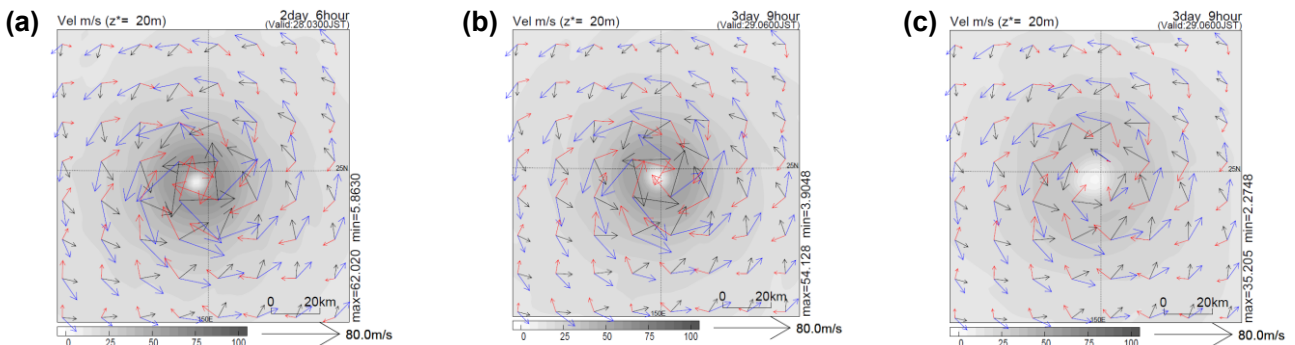 (a)
Vel m/s (z*= 20m)
2day 6hour
(Valid:28.0300JST)
25N
150E
0 20km
max=62.020 min=5.8630
0 25 50 75 100
80.0m/s
(b)
Vel m/s (z*= 20m)
3day 9hour
(Valid:29.0600JST)
25N
150E
0 20km
max=54.128 min=3.9048
0 25 50 75 100
80.0m/s
(c)
Vel m/s (z*= 20m)
3day 9hour
(Valid:29.0600JST)
25N
150E
0 20km
max=35.205 min=2.2748
0 25 50 75 100
80.0m/s